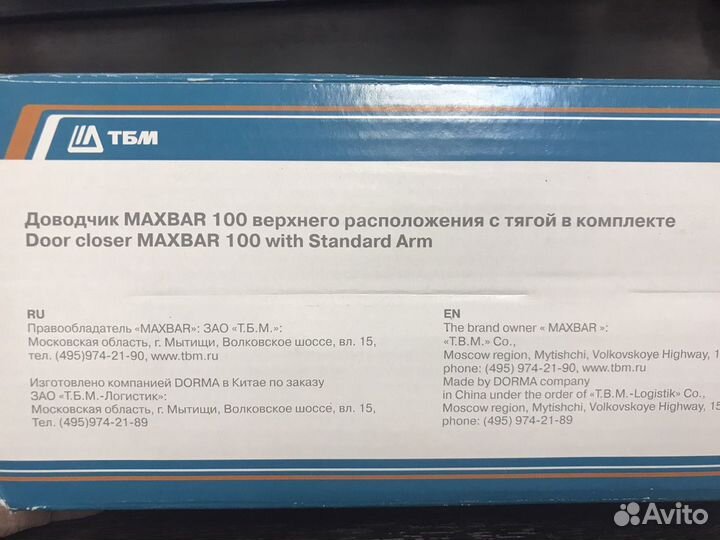 ТБМ
Доводчик MAXBAR 100 верхнего расположения с тягой в комплекте
Door closer MAXBAR 100 with Standard Arm
RU
Правообладатель «MAXBAR»: ЗАО «Т.Б.М.»:
Московская область, г. Мытищи, Волковское шоссе, вл. 15,
тел. (495)974-21-90, www.tbm.ru
Изготовлено компанией DORMA в Китае по заказу
ЗАО «Т.Б.М.-Логистик»:
Московская область, г. Мытищи, Волковское шоссе, вл. 15,
Тел. (495)974-21-89
EN
The brand owner « MAXBAR »:
«T.B.M.» Co.,
Moscow region, Mytishchi, Volkovskoye Highway, 1
phone: (495) 974-21-90, www.tbm.ru
Made by DORMA company
in China under the order of «T.B.M.-Logistik» Co.,
Moscow region, Mytishchi, Volkovskoye Highway, 15
phone: (495) 974-21-89
Avito